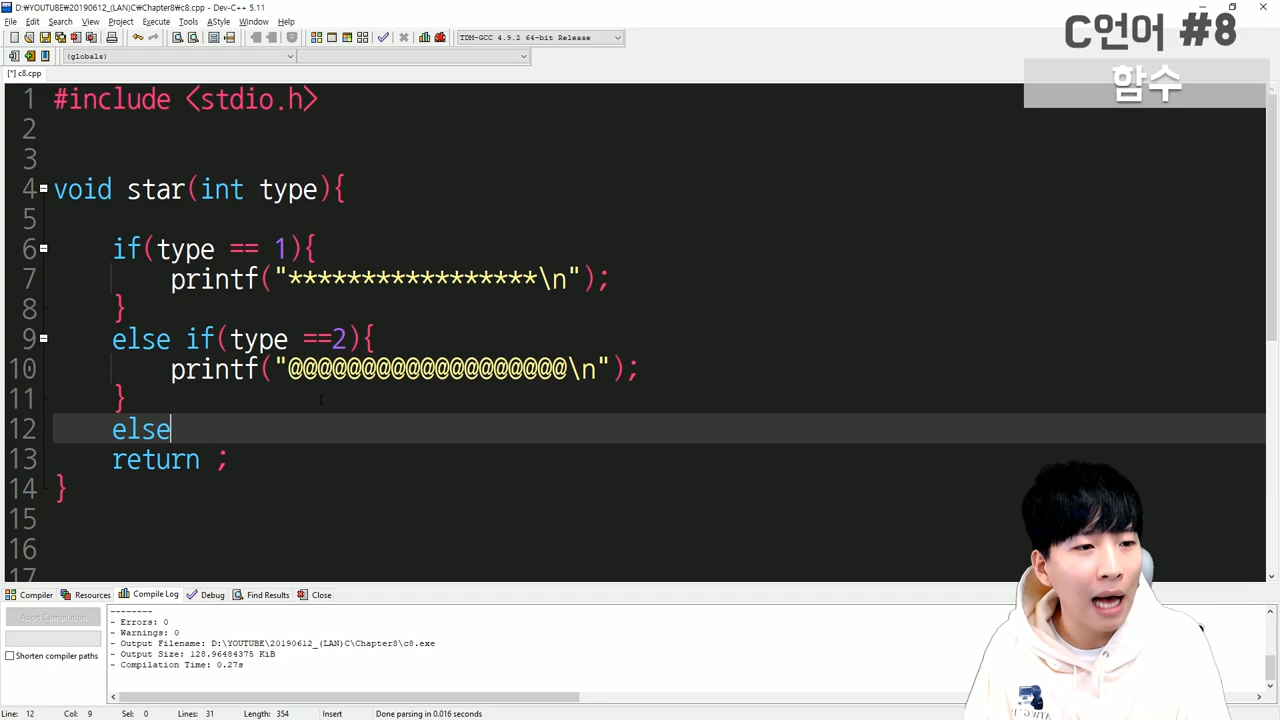 D:₩YOUTUBE₩20190612_(LAN)C₩Chapter8₩c8.cpp - Dev-C++ 5.11
File Edit Search View Project Execute Tools AStyle Window Help
TDM-GCC 4.9.2 64-bit Release
(globals)
[*] c8.cpp
C언어 #8
함수
1 #include <stdio.h>
2
3
4 void star(int type){
5
6 if(type == 1){
7 printf("*****************\n");
8 }
9 else if(type ==2){
10 printf("@@@@@@@@@@@@@@@@@@@\n");
11 }
12 else
13 return ;
14 }
15
16
17
Compiler Resources Compile Log Debug Find Results Close
Abort Compilation
Shorten compiler paths
--------
- Errors: 0
- Warnings: 0
- Output Filename: D:\YOUTUBE\20190612_(LAN)C\Chapter8\c8.exe
- Output Size: 128.96484375 KiB
- Compilation Time: 0.27s
Line: 12 Col: 9 Sel: 0 Lines: 31 Length: 354 Insert Done parsing in 0.016 seconds